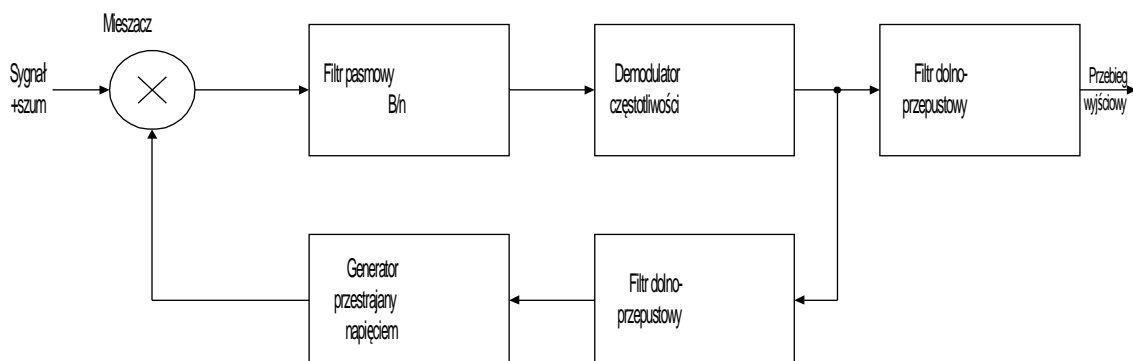 Mieszacz
Sygnał
+szum
Filtr pasmowy
B/n
Demodulator
częstotliwości
Filtr dolno-
przepustowy
Przebieg
wyjściowy
Generator
przestrajany
napięciem
Filtr dolno-
przepustowy